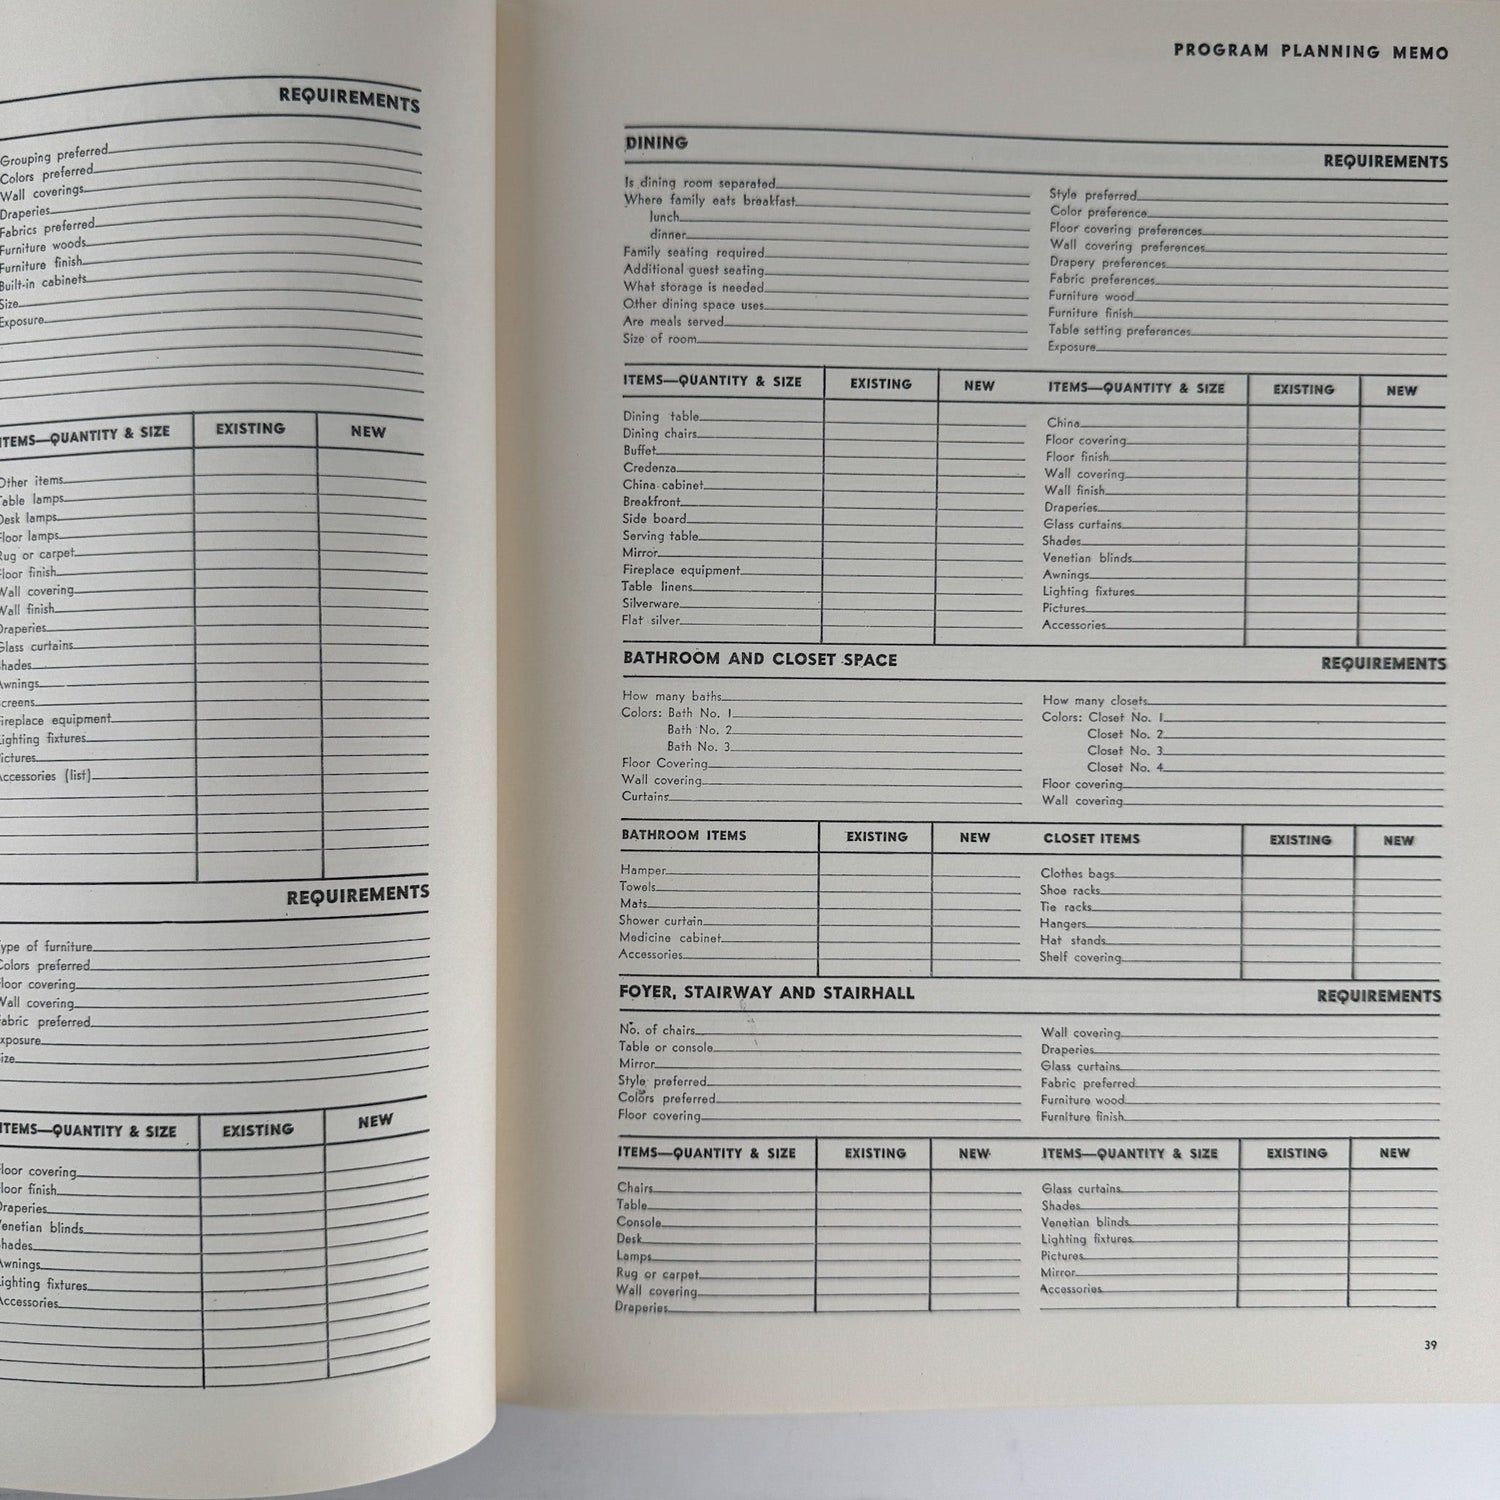 REQUIREMENTS
Grouping preferred
Colors preferred
Wall coverings
Draperies
Fabrics preferred
Furniture woods
Furniture finish
Built-in cabinets
Size
Exposure
ITEMS—QUANTITY & SIZE EXISTING NEW
Other items
Table lamps
Desk lamps
Floor lamps
Rug or carpet
Floor finish
Wall covering
Wall finish
Draperies
Glass curtains
hades
Awnings
creens
ireplace equipment
ighting fixtures
ictures
Accessories (list)
REQUIREMENTS
ype of furniture
Colors preferred
loor covering
Wall covering
abric preferred
xposure
ize
ITEMS—QUANTITY & SIZE EXISTING NEW
loor covering
loor finish
Draperies
enetian blinds
hades
Awnings
ighting fixtures
Accessories
PROGRAM PLANNING MEMO
DINING
REQUIREMENTS
Is dining room separated
Where family eats breakfast
lunch
dinner
Family seating required
Additional guest seating
What storage is needed
Other dining space uses
Are meals served
Size of room
Style preferred
Color preference
Floor covering preferences
Wall covering preferences
Drapery preferences
Fabric preferences
Furniture wood
Furniture finish
Table setting preferences
Exposure
ITEMS—QUANTITY & SIZE EXISTING NEW
Dining table
Dining chairs
Buffet
Credenza
China cabinet
Breakfront
Side board
Serving table
Mirror
Fireplace equipment
Table linens
Silverware
Flat silver
ITEMS—QUANTITY & SIZE EXISTING NEW
China
Floor covering
Floor finish
Wall covering
Wall finish
Draperies
Glass curtains
Shades
Venetian blinds
Awnings
Lighting fixtures
Pictures
Accessories
BATHROOM AND CLOSET SPACE
REQUIREMENTS
How many baths
Colors: Bath No. 1
Bath No. 2
Bath No. 3
Floor Covering
Wall covering
Curtains
How many closets
Colors: Closet No. 1
Closet No. 2
Closet No. 3
Closet No. 4
Floor covering
Wall covering
BATHROOM ITEMS EXISTING NEW
Hamper
Towels
Mats
Shower curtain
Medicine cabinet
Accessories
CLOSET ITEMS EXISTING NEW
Clothes bags
Shoe racks
Tie racks
Hangers
Hat stands
Shelf covering
FOYER, STAIRWAY AND STAIRHALL
REQUIREMENTS
No. of chairs
Table or console
Mirror
Style preferred
Colors preferred
Floor covering
Wall covering
Draperies
Glass curtains
Fabric preferred
Furniture wood
Furniture finish
ITEMS—QUANTITY & SIZE EXISTING NEW
Chairs
Table
Console
Desk
Lamps
Rug or carpet
Wall covering
Draperies
ITEMS—QUANTITY & SIZE EXISTING NEW
Glass curtains
Shades
Venetian blinds
Lighting fixtures
Pictures
Mirror
Accessories
39